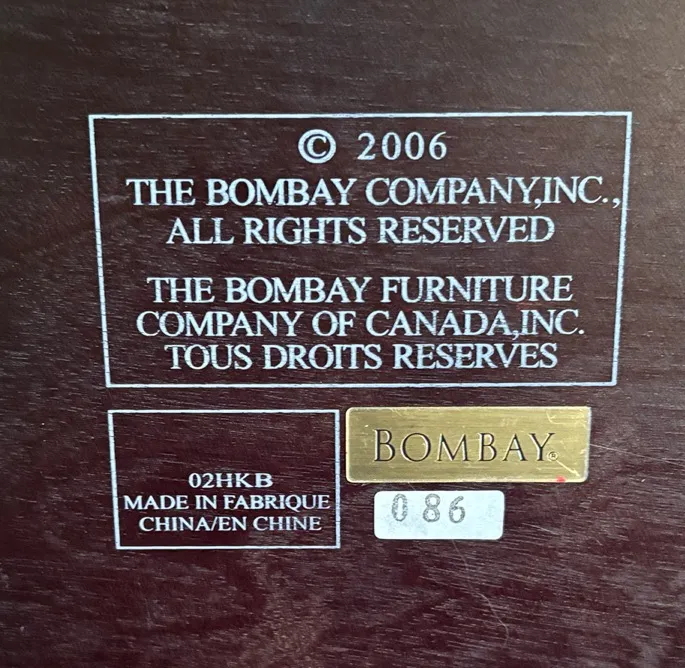 © 2006
THE BOMBAY COMPANY,INC.,
ALL RIGHTS RESERVED
THE BOMBAY FURNITURE
COMPANY OF CANADA,INC.
TOUS DROITS RESERVES
02HKB
MADE IN FABRIQUE
CHINA/EN CHINE
BOMBAY®
086